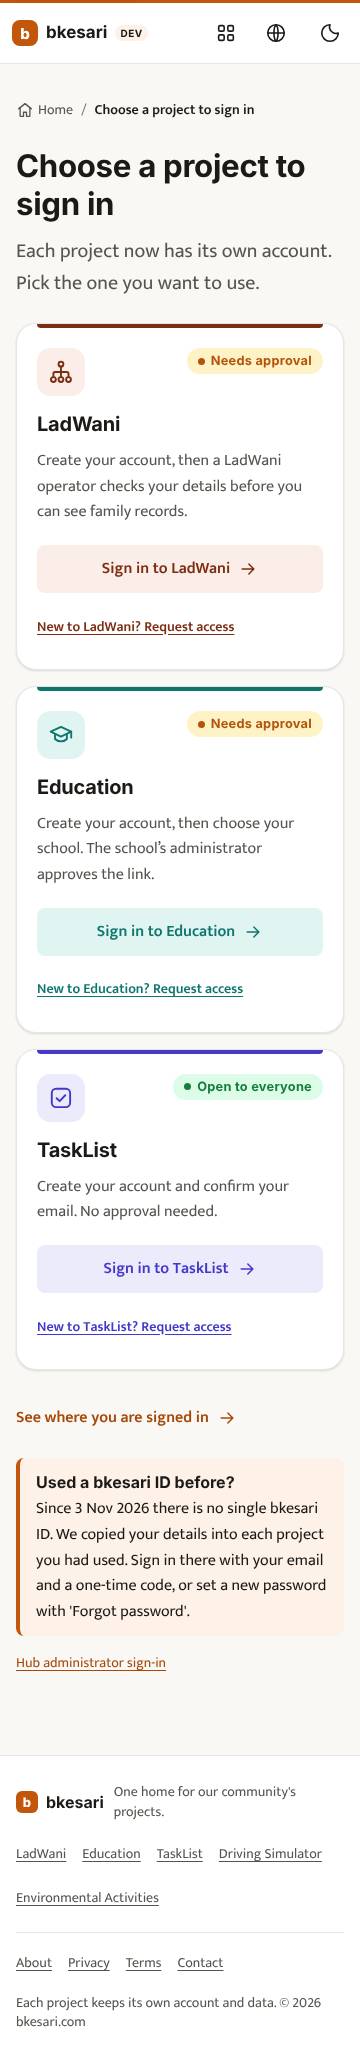 b bkesari DEV
Home / Choose a project to sign in
Choose a project to
sign in
Each project now has its own account.
Pick the one you want to use.
Needs approval
LadWani
Create your account, then a LadWani
operator checks your details before you
can see family records.
Sign in to LadWani →
New to LadWani? Request access
Needs approval
Education
Create your account, then choose your
school. The school’s administrator
approves the link.
Sign in to Education →
New to Education? Request access
Open to everyone
TaskList
Create your account and confirm your
email. No approval needed.
Sign in to TaskList →
New to TaskList? Request access
See where you are signed in →
Used a bkesari ID before?
Since 3 Nov 2026 there is no single bkesari
ID. We copied your details into each project
you had used. Sign in there with your email
and a one-time code, or set a new password
with 'Forgot password'.
Hub administrator sign-in
b bkesari One home for our community's
projects.
LadWani Education TaskList Driving Simulator
Environmental Activities
About Privacy Terms Contact
Each project keeps its own account and data. © 2026
bkesari.com